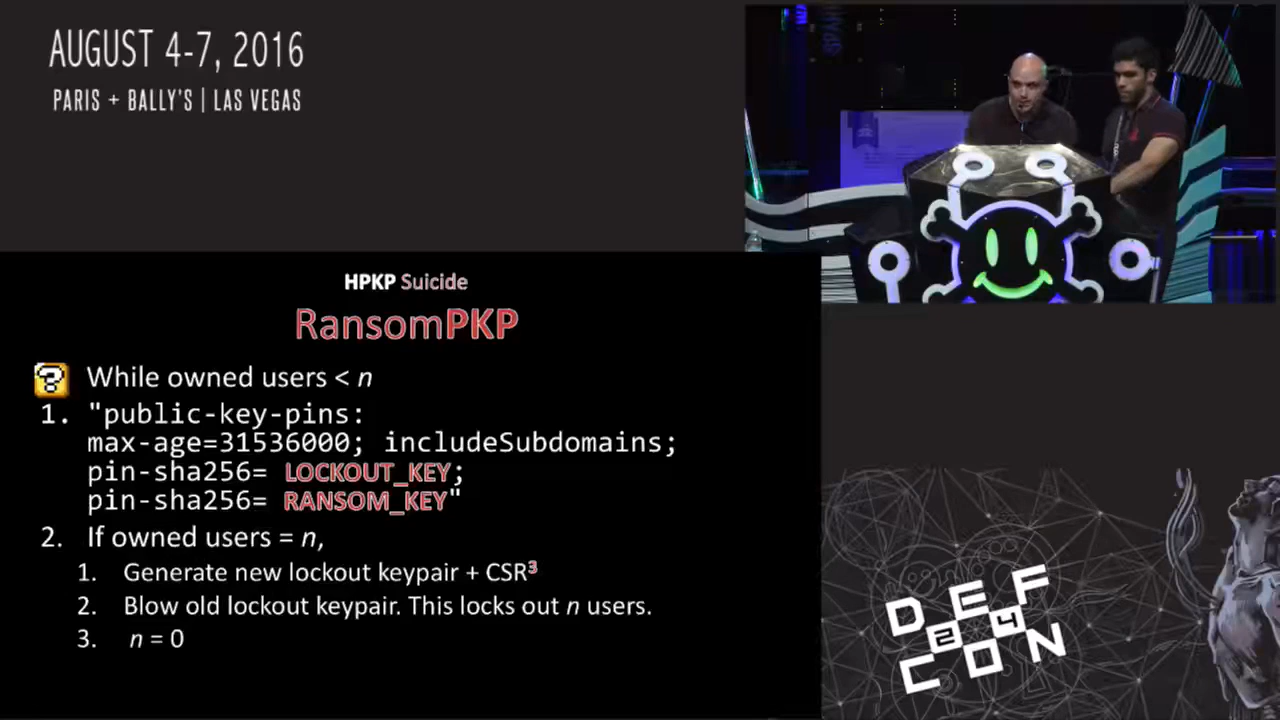 AUGUST 4-7, 2016
PARIS + BALLY'S | LAS VEGAS
HPKP Suicide
RansomPKP
While owned users < n
1. "public-key-pins:
max-age=31536000; includeSubdomains;
pin-sha256= LOCKOUT_KEY;
pin-sha256= RANSOM_KEY"
2. If owned users = n,
1. Generate new lockout keypair + CSR³
2. Blow old lockout keypair. This locks out n users.
3. n = 0
DEF
24
CON